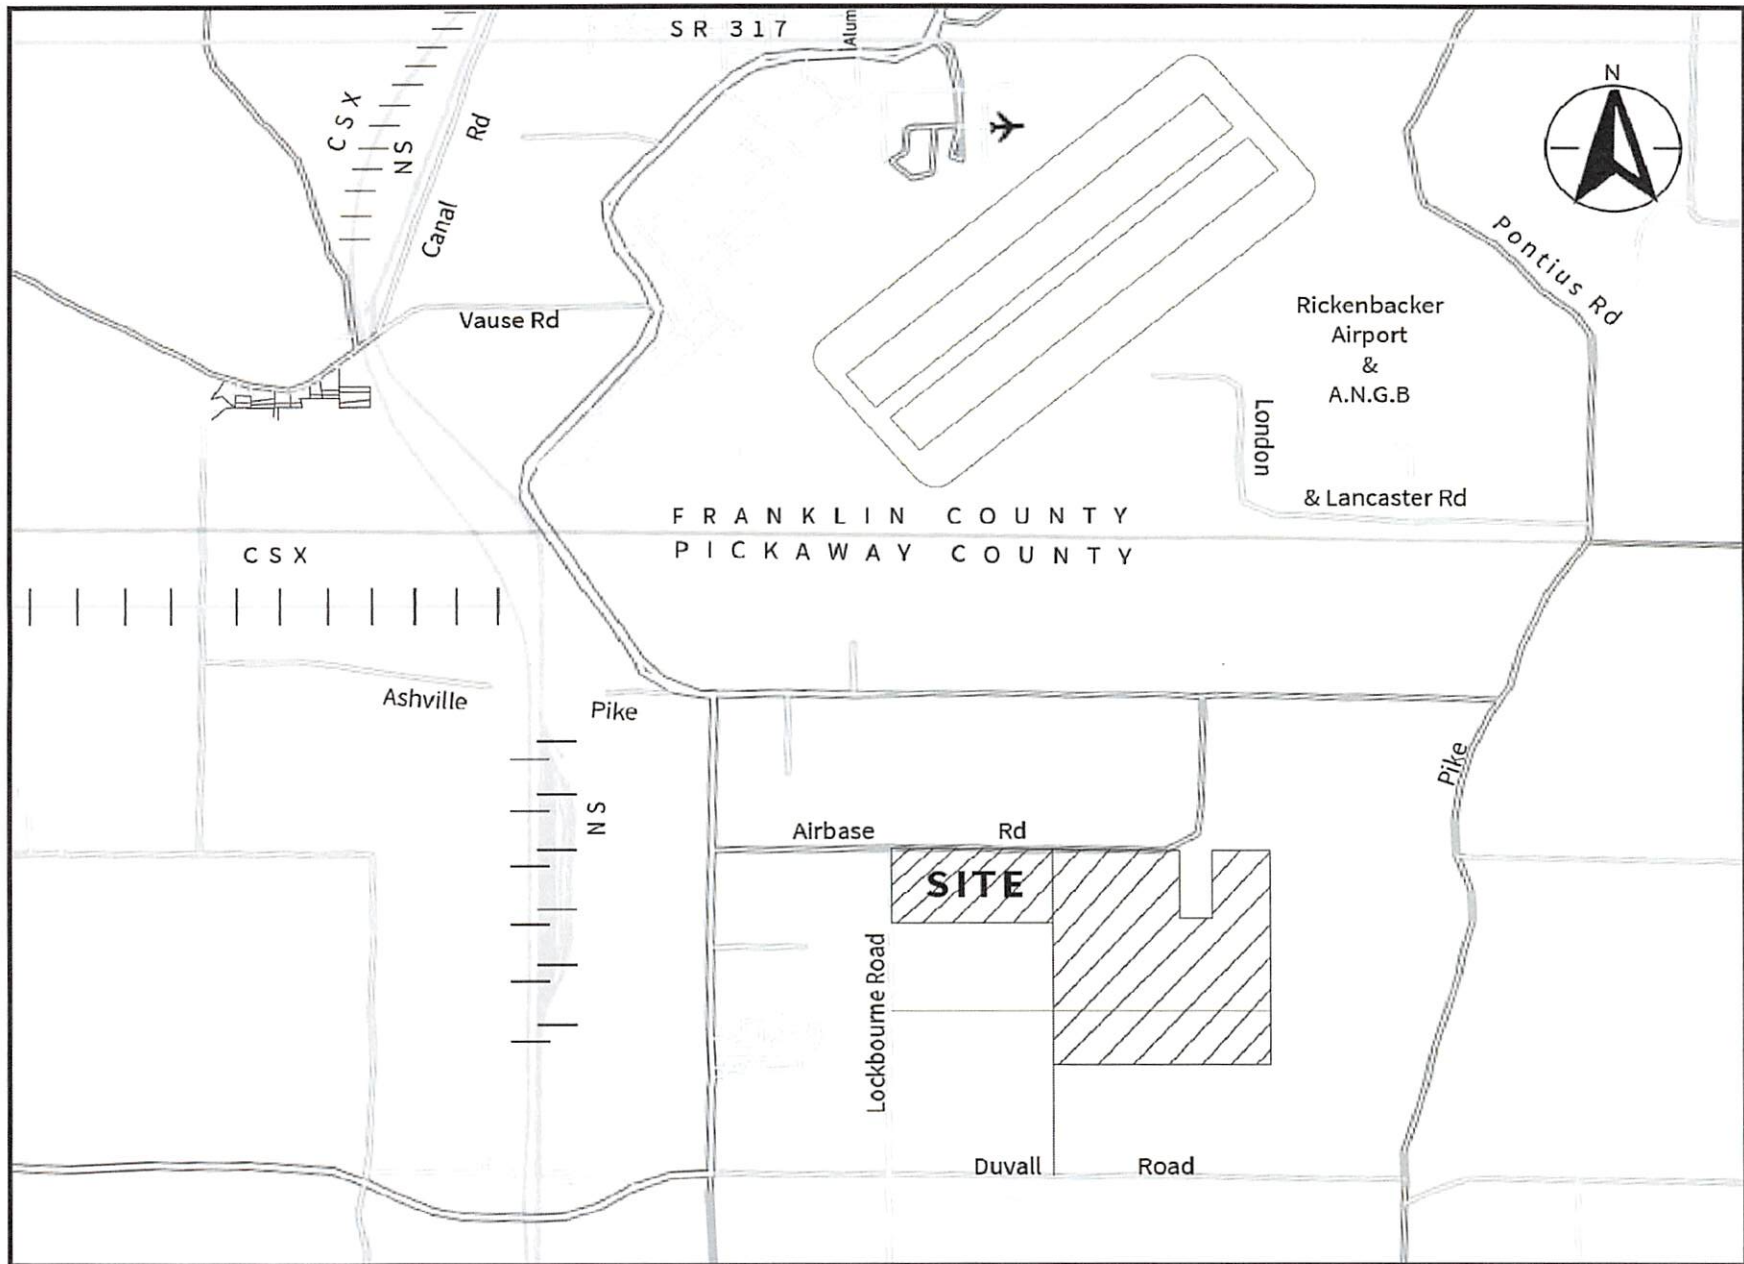 SR 317
Alum
N
CSX
NS
Rd
Canal
Pontius Rd
Vause Rd
Rickenbacker
Airport
&
A.N.G.B
London
& Lancaster Rd
FRANKLIN COUNTY
PICKAWAY COUNTY
CSX
Ashville
Pike
Pike
NS
Airbase Rd
SITE
Lockbourne Road
Duvall Road